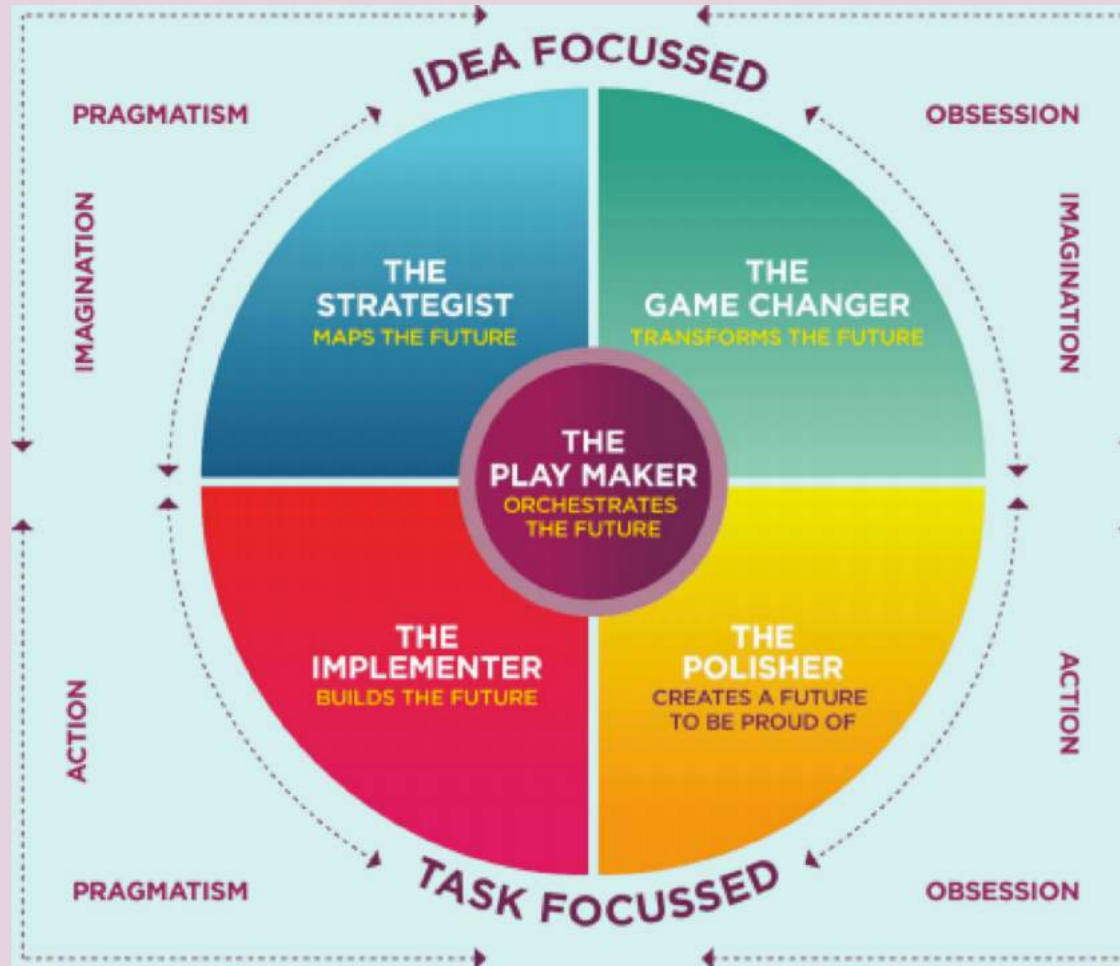 IDEA FOCUSSED
PRAGMATISM
OBSESSION
IMAGINATION
IMAGINATION
THE
STRATEGIST
MAPS THE FUTURE
THE
GAME CHANGER
TRANSFORMS THE FUTURE
THE
PLAY MAKER
ORCHESTRATES
THE FUTURE
THE
IMPLEMENTER
BUILDS THE FUTURE
THE
POLISHER
CREATES A FUTURE
TO BE PROUD OF
ACTION
ACTION
PRAGMATISM
OBSESSION
TASK FOCUSSED